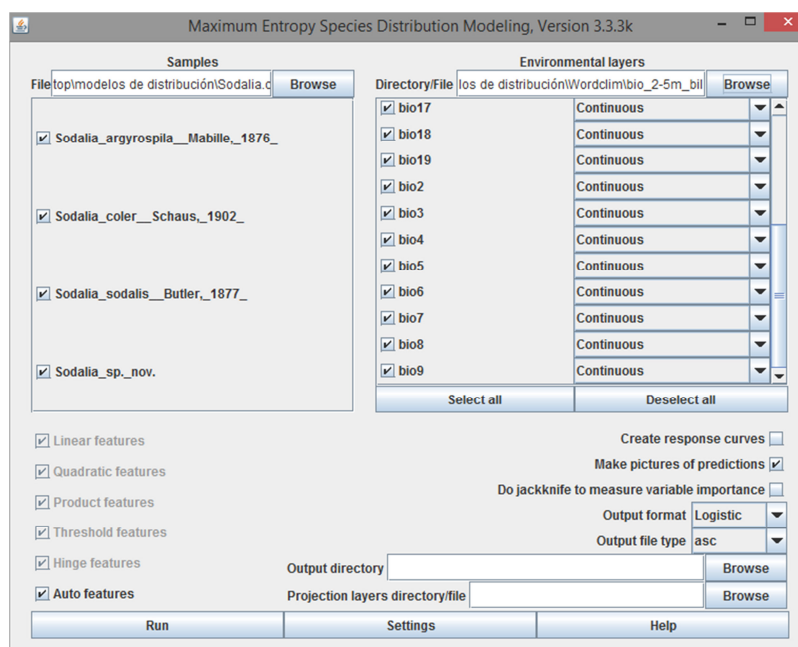 Maximum Entropy Species Distribution Modeling, Version 3.3.3k
Samples
File top\modelos de distribución\Sodalia.c Browse
Sodalia_argyrospila__Mabille,_1876_
Sodalia_coler__Schaus,_1902_
Sodalia_sodalis__Butler,_1877_
Sodalia_sp._nov.
Environmental layers
Directory/File los de distribución\Wordclim\bio_2-5m_bil Browse
bio17 Continuous
bio18 Continuous
bio19 Continuous
bio2 Continuous
bio3 Continuous
bio4 Continuous
bio5 Continuous
bio6 Continuous
bio7 Continuous
bio8 Continuous
bio9 Continuous
Select all Deselect all
Linear features
Quadratic features
Product features
Threshold features
Hinge features
Auto features
Create response curves
Make pictures of predictions
Do jackknife to measure variable importance
Output format Logistic
Output file type asc
Output directory Browse
Projection layers directory/file Browse
Run Settings Help